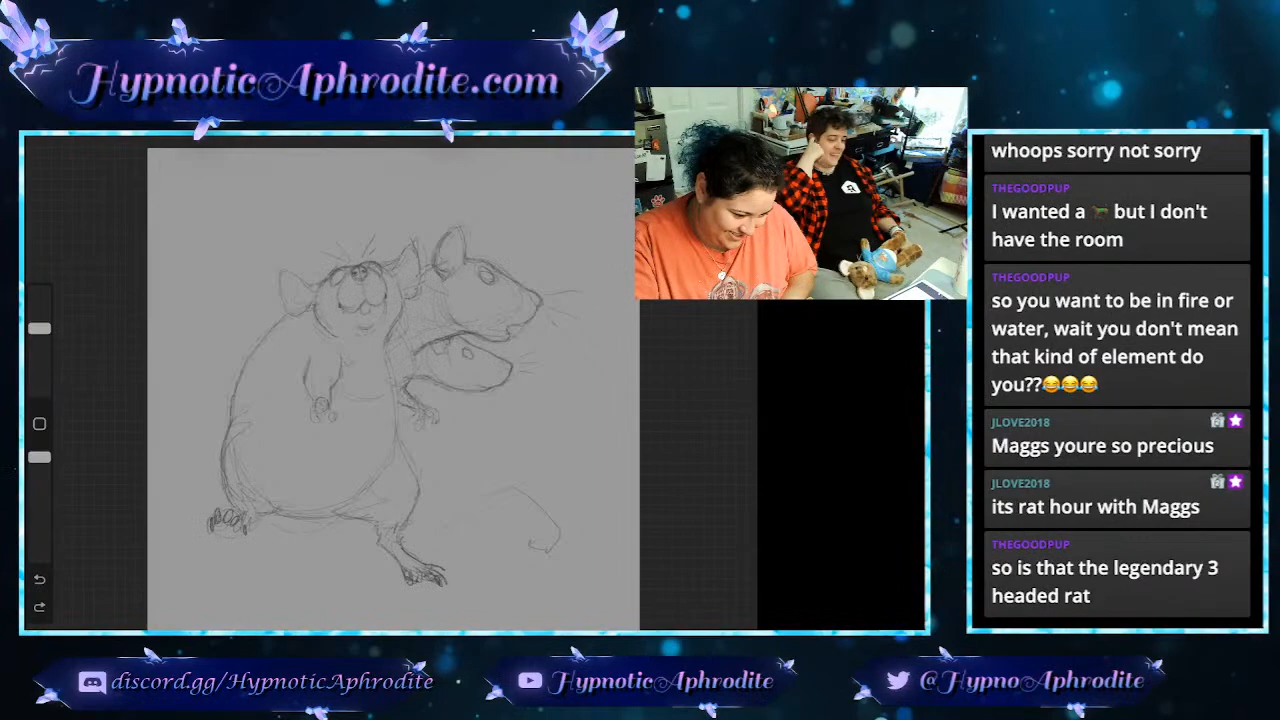 HypnoticAphrodite.com
whoops sorry not sorry
THEGOODPUP
I wanted a 🐕 but I don't
have the room
THEGOODPUP
so you want to be in fire or
water, wait you don't mean
that kind of element do
you??😂😂😂
JLOVE2018
Maggs youre so precious
JLOVE2018
its rat hour with Maggs
THEGOODPUP
so is that the legendary 3
headed rat
discord.gg/HypnoticAphrodite
HypnoticAphrodite
@HypnoAphrodite